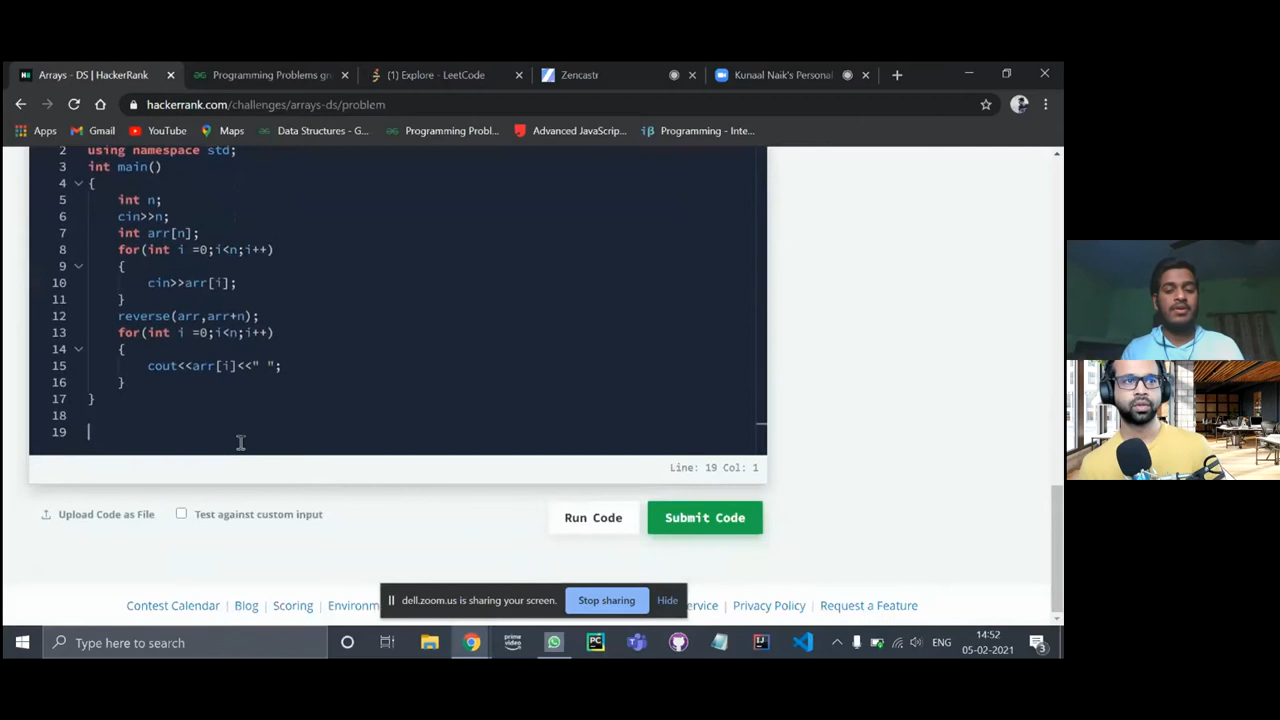 Arrays - DS | HackerRank
Programming Problems gr
(1) Explore - LeetCode
Zencastr
Kunaal Naik's Personal
hackerrank.com/challenges/arrays-ds/problem
Apps
Gmail
YouTube
Maps
Data Structures - G...
Programming Probl...
Advanced JavaScrip...
Programming - Inte...
2 using namespace std;
3 int main()
4 {
5 int n;
6 cin>>n;
7 int arr[n];
8 for(int i =0;i<n;i++)
9 {
10 cin>>arr[i];
11 }
12 reverse(arr,arr+n);
13 for(int i =0;i<n;i++)
14 {
15 cout<<arr[i]<<" ";
16 }
17 }
18
19
Line: 19 Col: 1
Upload Code as File
Test against custom input
Run Code
Submit Code
dell.zoom.us is sharing your screen.
Stop sharing
Hide
Contest Calendar | Blog | Scoring | Environm
rvice | Privacy Policy | Request a Feature
Type here to search
prime video
PC
ENG
14:52
05-02-2021
3